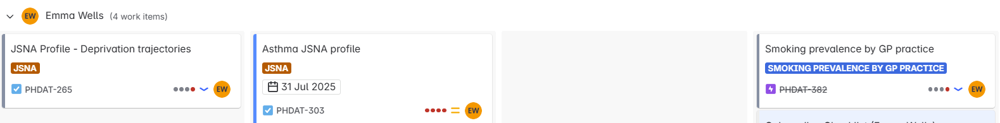 EW Emma Wells (4 work items)
JSNA Profile - Deprivation trajectories
JSNA
PHDAT-265 EW
Asthma JSNA profile
JSNA
31 Jul 2025
PHDAT-303 EW
Smoking prevalence by GP practice
SMOKING PREVALENCE BY GP PRACTICE
PHDAT-382 EW